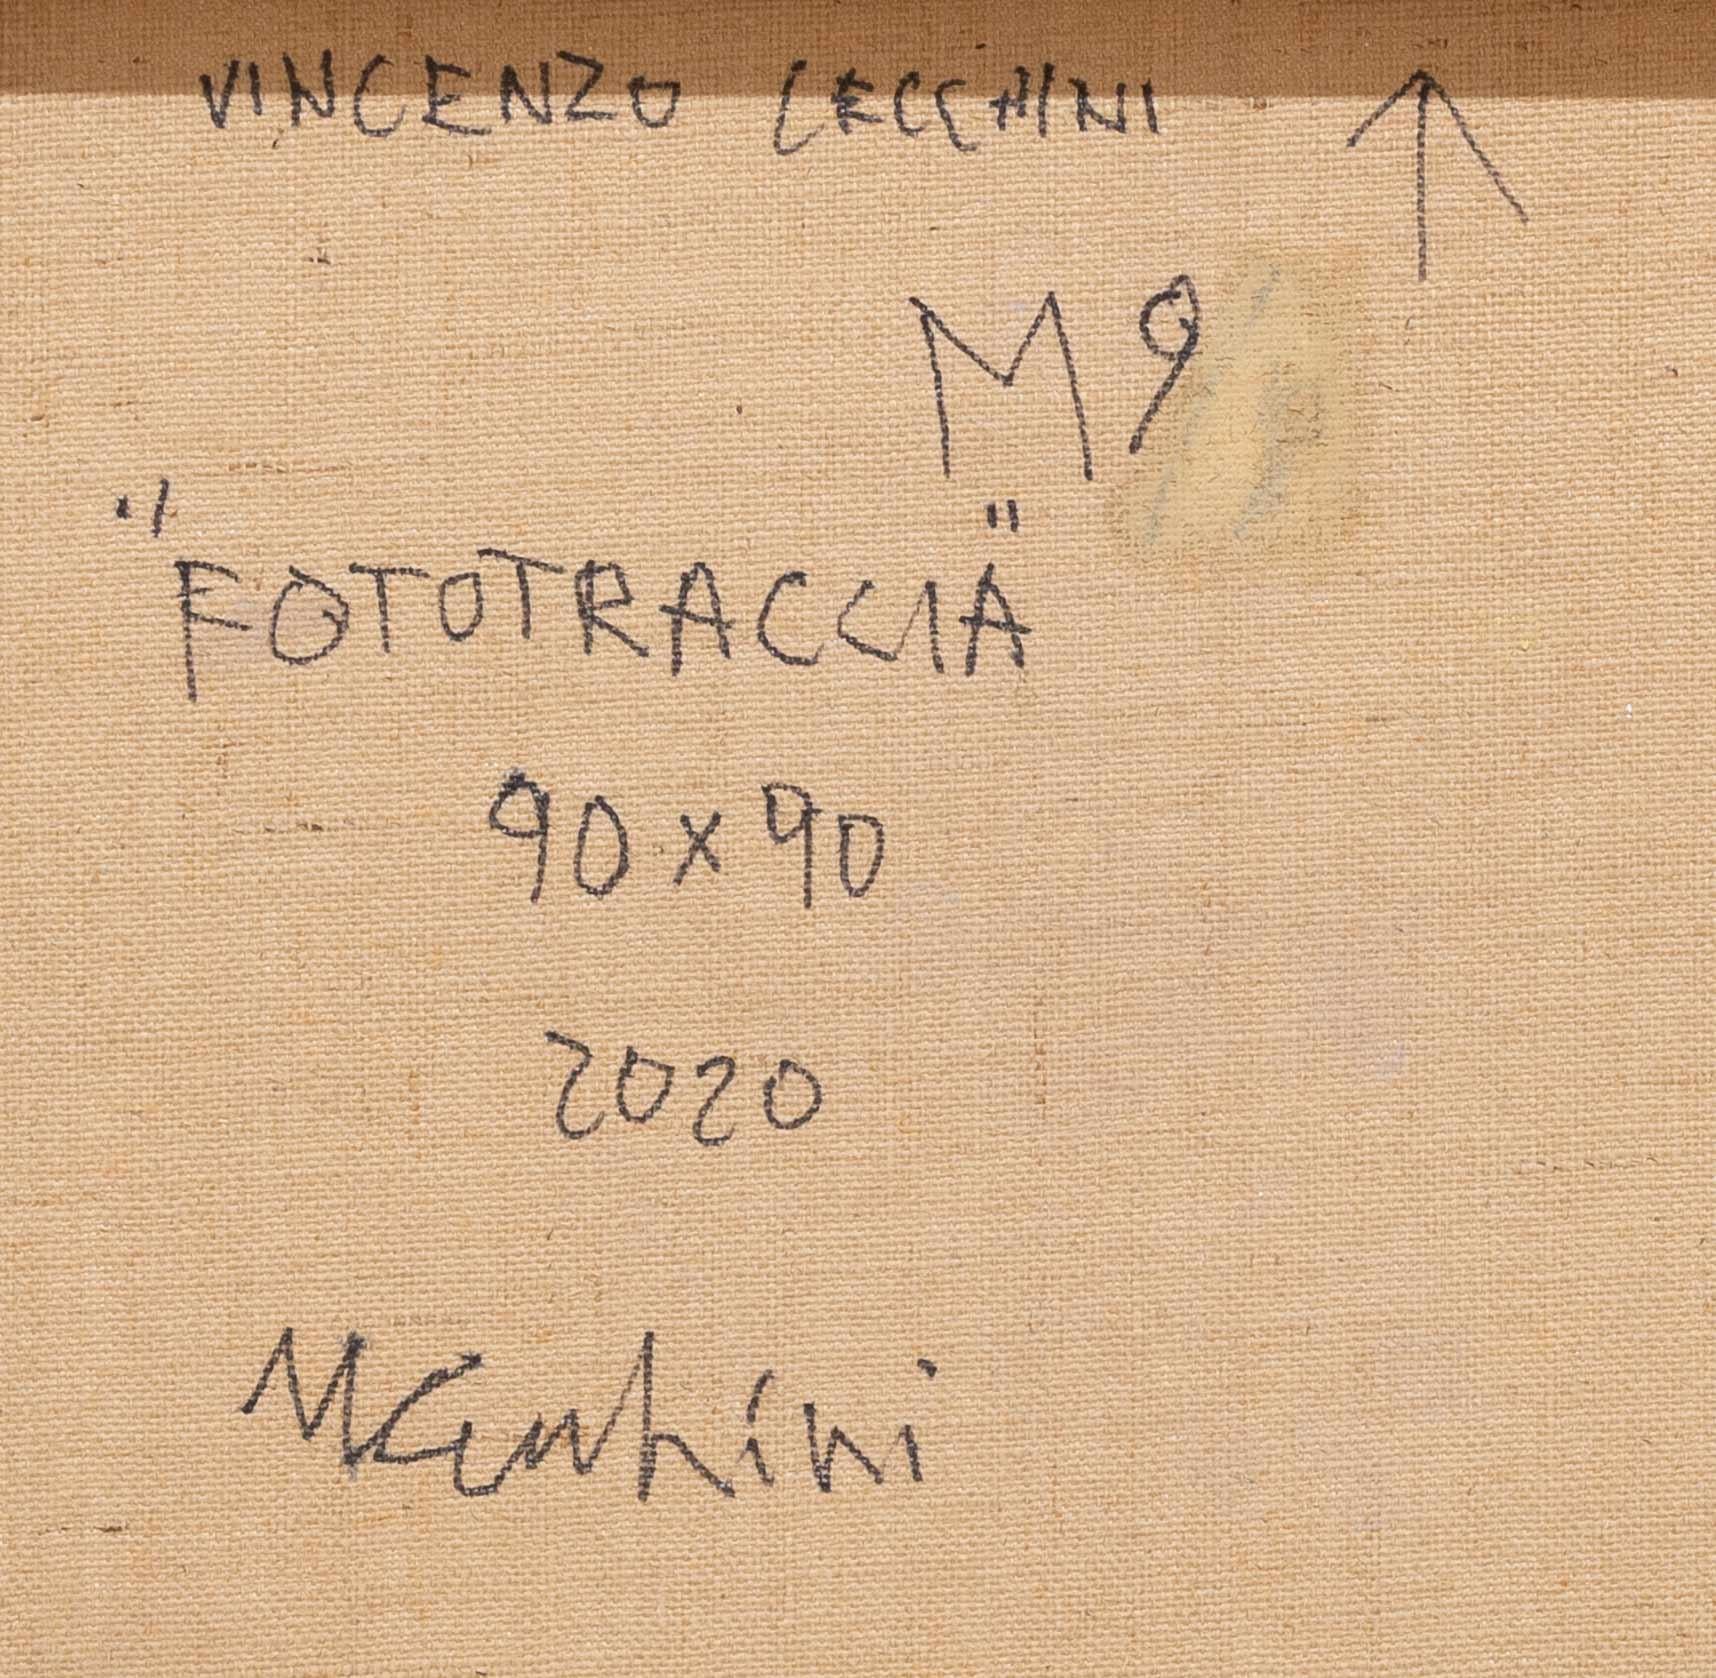 VINCENZO CECCHINI
M9
"FOTOTRACCIA"
90 x 90
2020
VCecchini